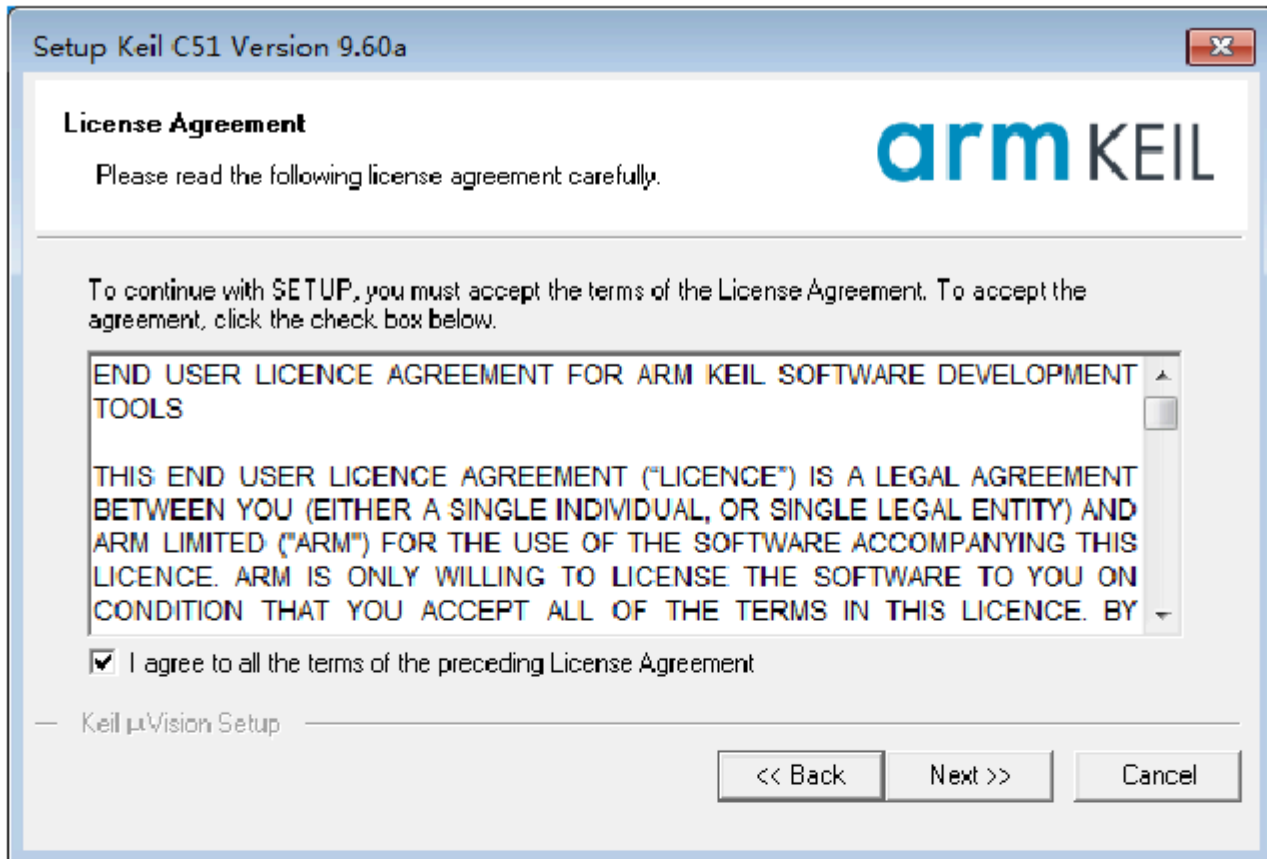 Setup Keil C51 Version 9.60a
License Agreement
Please read the following license agreement carefully.
arm KEIL
To continue with SETUP, you must accept the terms of the License Agreement. To accept the
agreement, click the check box below.
END USER LICENCE AGREEMENT FOR ARM KEIL SOFTWARE DEVELOPMENT
TOOLS
THIS END USER LICENCE AGREEMENT (“LICENCE”) IS A LEGAL AGREEMENT
BETWEEN YOU (EITHER A SINGLE INDIVIDUAL, OR SINGLE LEGAL ENTITY) AND
ARM LIMITED ("ARM") FOR THE USE OF THE SOFTWARE ACCOMPANYING THIS
LICENCE. ARM IS ONLY WILLING TO LICENSE THE SOFTWARE TO YOU ON
CONDITION THAT YOU ACCEPT ALL OF THE TERMS IN THIS LICENCE. BY
I agree to all the terms of the preceding License Agreement
Keil µVision Setup
<< Back
Next >>
Cancel